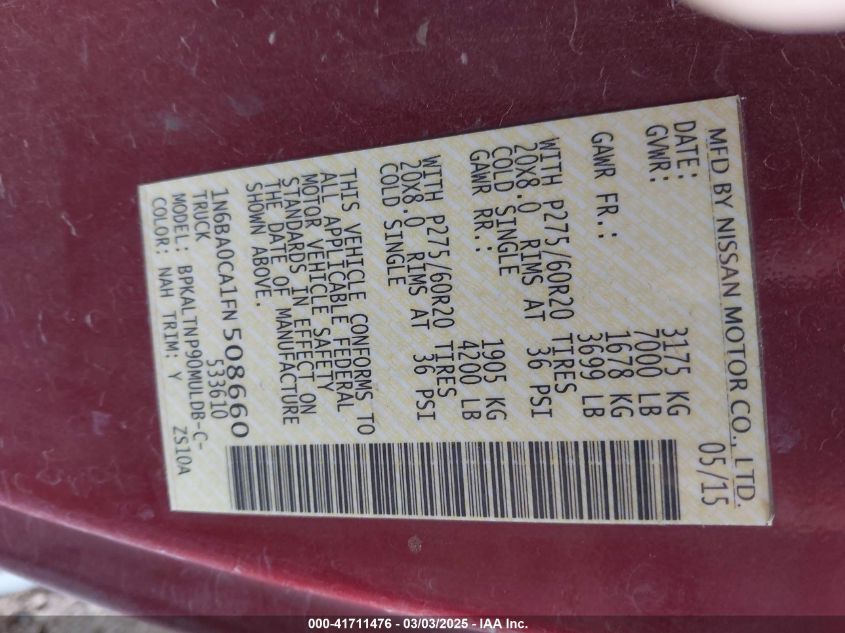 MFD BY NISSAN MOTOR CO., LTD.
DATE: 05/15
GVWR: 3175 KG
7000 LB
GAWR FR.: 1678 KG
3699 LB
WITH P275/60R20 TIRES
20X8.0 RIMS AT 36 PSI
COLD SINGLE
GAWR RR.: 1905 KG
4200 LB
WITH P275/60R20 TIRES
20X8.0 RIMS AT 36 PSI
COLD SINGLE
THIS VEHICLE CONFORMS TO
ALL APPLICABLE FEDERAL
MOTOR VEHICLE SAFETY
STANDARDS IN EFFECT ON
THE DATE OF MANUFACTURE
SHOWN ABOVE.
1N6BA0CA1FN508660
TRUCK 533610
MODEL: BPKALTNP90MULDB-C-
COLOR: NAH TRIM: Y ZS10A
000-41711476 - 03/03/2025 - IAA Inc.